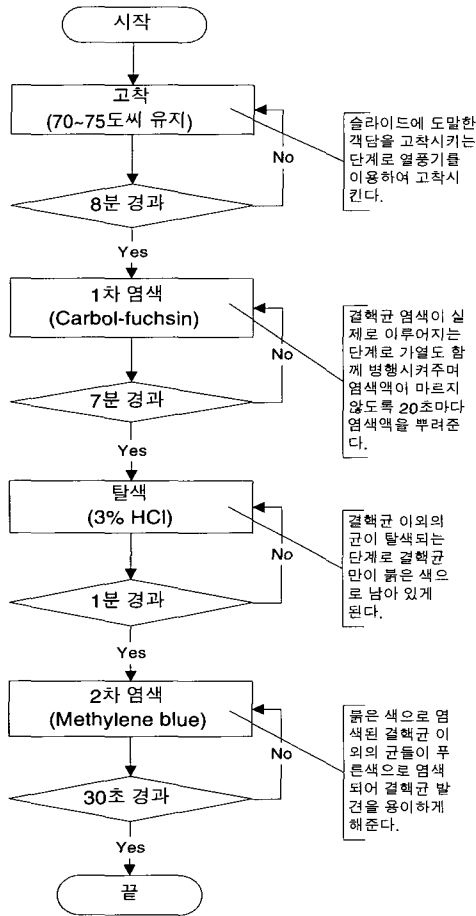 시작
고착
(70~75도씨 유지)
슬라이드에 도말한
객담을 고착시키는
단계로 열풍기를
이용하여 고착시
킨다.
No
8분 경과
Yes
1차 염색
(Carbol-fuchsin)
결핵균 염색이 실
제로 이루어지는
단계로 가열도 함
께 병행시켜주며
염색액이 마르지
않도록 20초마다
염색액을 뿌려준
다.
No
7분 경과
Yes
탈색
(3% HCl)
결핵균 이외의
균이 탈색되는
단계로 결핵균
만이 붉은 색으
로 남아 있게
된다.
No
1분 경과
Yes
2차 염색
(Methylene blue)
붉은 색으로 염
색된 결핵균 이
외의 균들이 푸
른색으로 염색
되어 결핵균 발
견을 용이하게
해준다.
No
30초 경과
Yes
끝